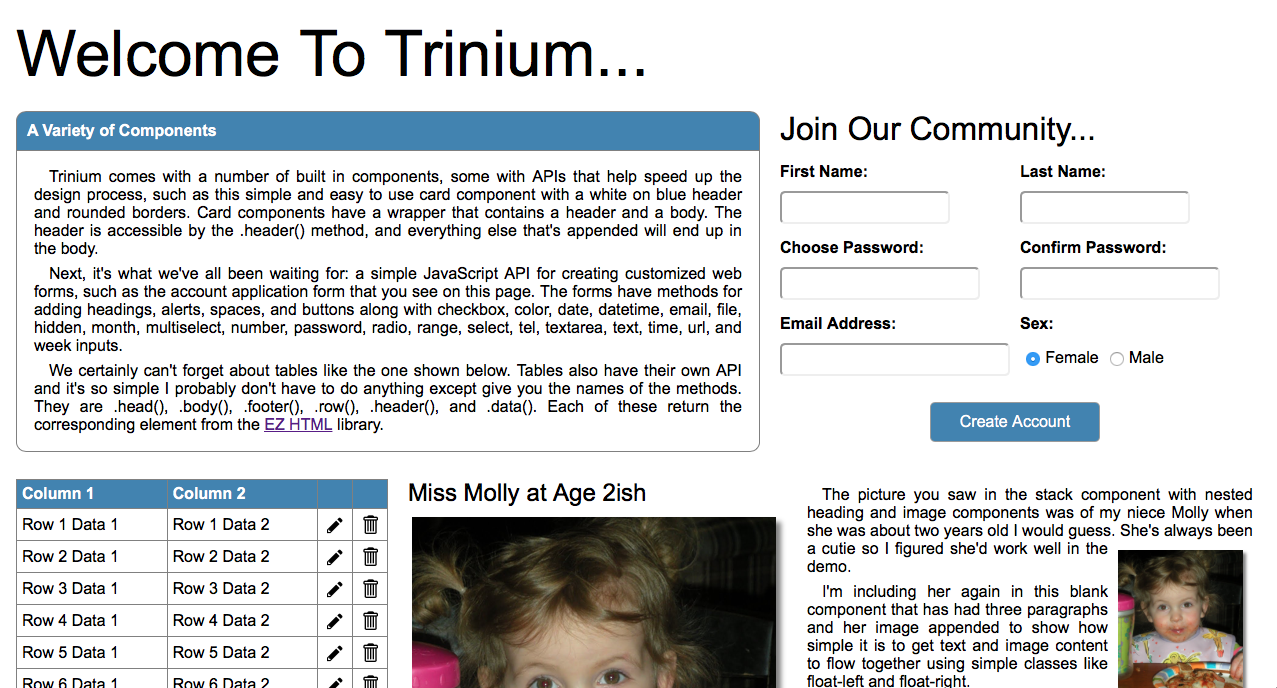 Welcome To Trinium...
A Variety of Components
Trinium comes with a number of built in components, some with APIs that help speed up the
design process, such as this simple and easy to use card component with a white on blue header
and rounded borders. Card components have a wrapper that contains a header and a body. The
header is accessible by the .header() method, and everything else that's appended will end up in
the body.
Next, it's what we've all been waiting for: a simple JavaScript API for creating customized web
forms, such as the account application form that you see on this page. The forms have methods for
adding headings, alerts, spaces, and buttons along with checkbox, color, date, datetime, email, file,
hidden, month, multiselect, number, password, radio, range, select, tel, textarea, text, time, url, and
week inputs.
We certainly can't forget about tables like the one shown below. Tables also have their own API
and it's so simple I probably don't have to do anything except give you the names of the methods.
They are .head(), .body(), .footer(), .row(), .header(), and .data(). Each of these return the
corresponding element from the EZ HTML library.
Join Our Community...
First Name: Last Name:
Choose Password: Confirm Password:
Email Address: Sex:
Female Male
Create Account
Column 1 Column 2
Row 1 Data 1 Row 1 Data 2
Row 2 Data 1 Row 2 Data 2
Row 3 Data 1 Row 3 Data 2
Row 4 Data 1 Row 4 Data 2
Row 5 Data 1 Row 5 Data 2
Row 6 Data 1 Row 6 Data 2
Miss Molly at Age 2ish
The picture you saw in the stack component with nested
heading and image components was of my niece Molly when
she was about two years old I would guess. She's always been
a cutie so I figured she'd work well in the
demo.
I'm including her again in this blank
component that has had three paragraphs
and her image appended to show how
simple it is to get text and image content
to flow together using simple classes like
float-left and float-right.